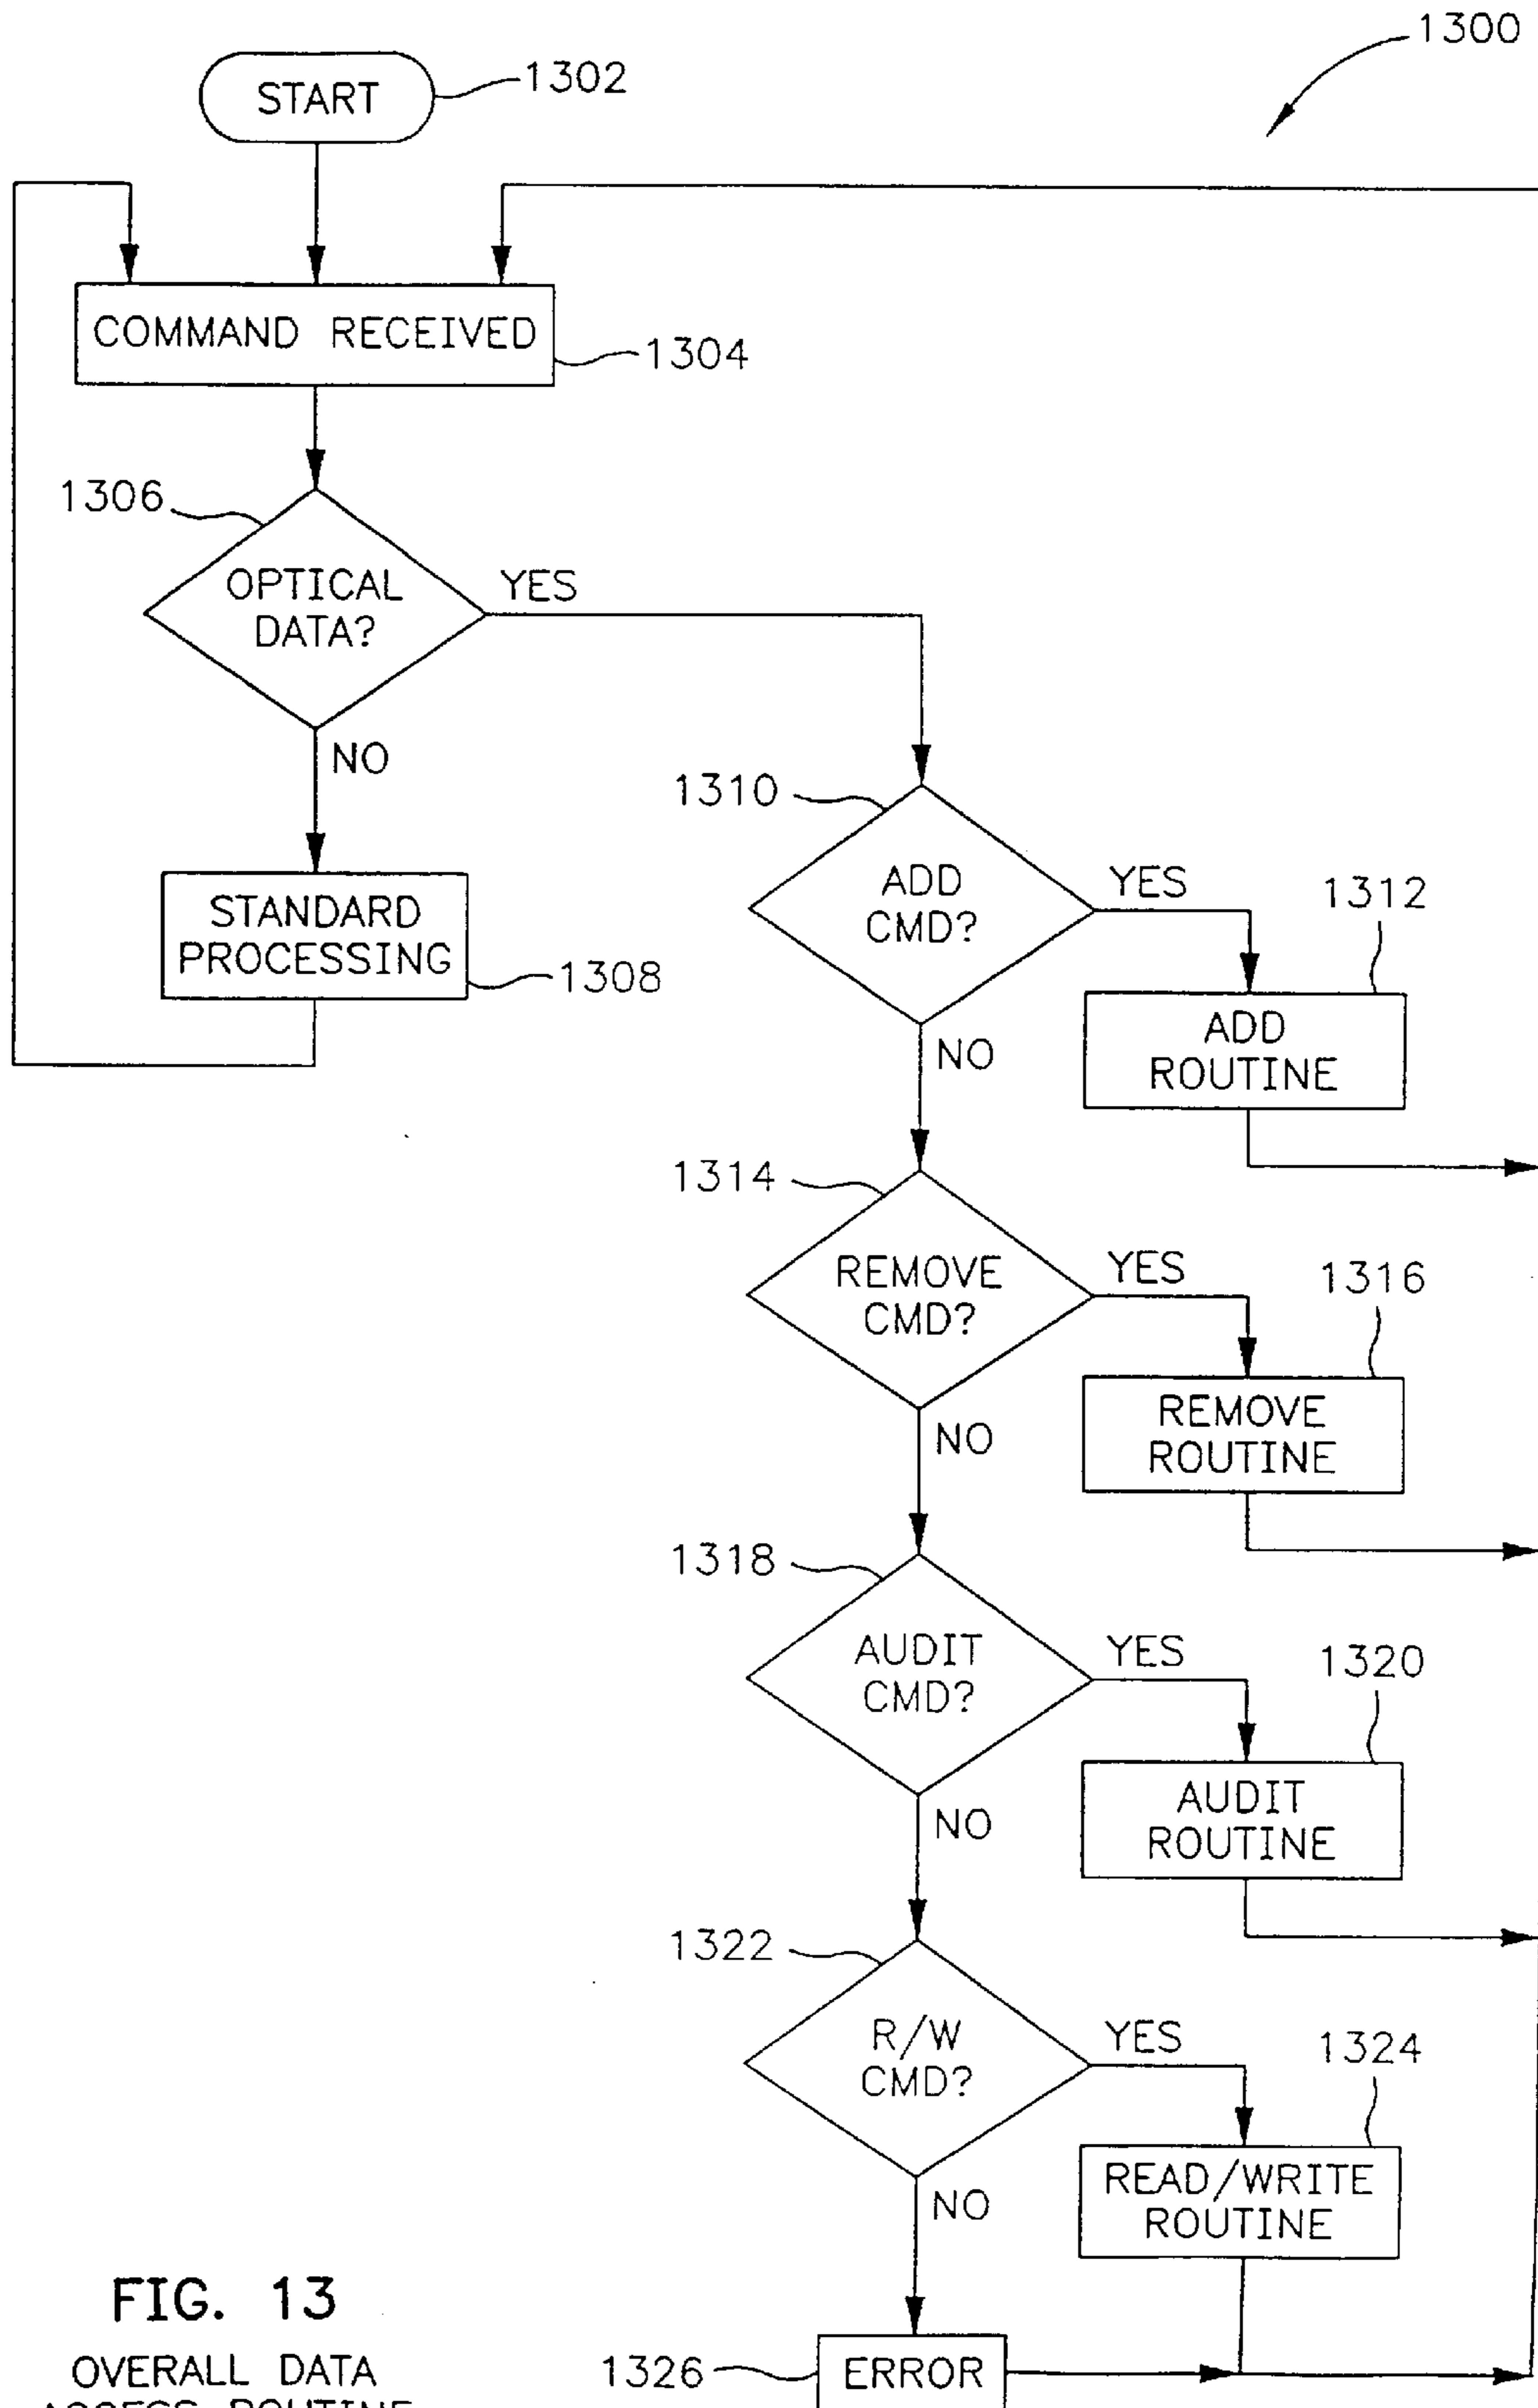 1300
START
1302
COMMAND RECEIVED
1304
1306
OPTICAL
DATA?
YES
NO
STANDARD
PROCESSING
1308
1310
ADD
CMD?
YES
NO
1312
ADD
ROUTINE
1314
REMOVE
CMD?
YES
NO
1316
REMOVE
ROUTINE
1318
AUDIT
CMD?
YES
NO
1320
AUDIT
ROUTINE
1322
R/W
CMD?
YES
NO
1324
READ/WRITE
ROUTINE
1326
ERROR
FIG. 13
OVERALL DATA
ACCESS ROUTINE